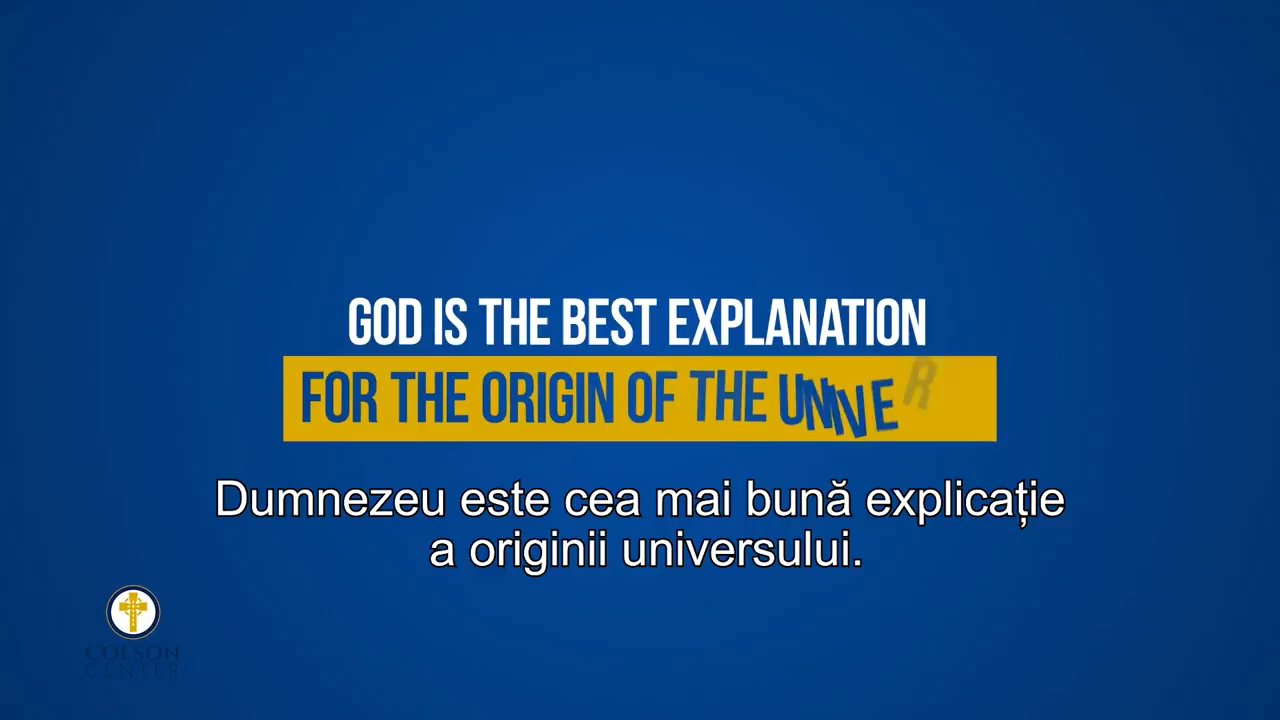 GOD IS THE BEST EXPLANATION
FOR THE ORIGIN OF THE UNIVER
Dumnezeu este cea mai bună explicație
a originii universului.
COLSON
CENTER